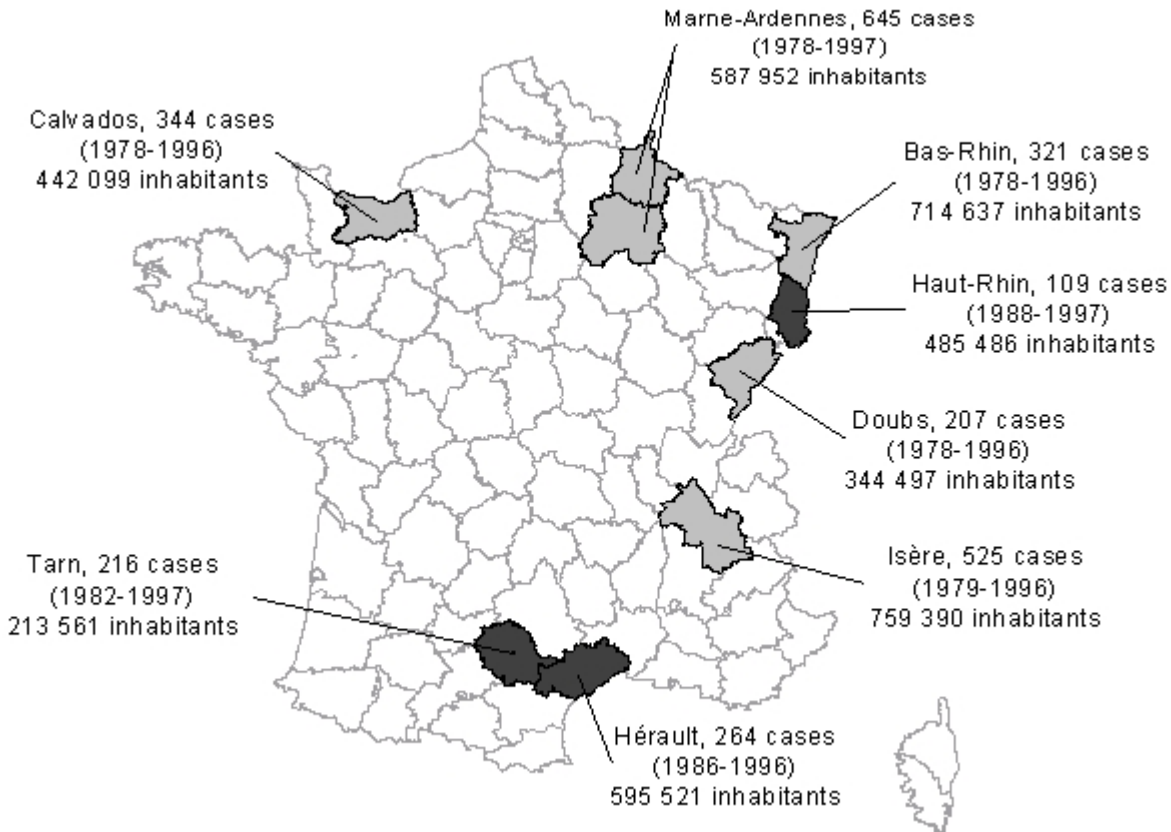 Marne-Ardennes, 645 cases
(1978-1997)
587 952 inhabitants
Calvados, 344 cases
(1978-1996)
442 099 inhabitants
Bas-Rhin, 321 cases
(1978-1996)
714 637 inhabitants
Haut-Rhin, 109 cases
(1988-1997)
485 486 inhabitants
Doubs, 207 cases
(1978-1996)
344 497 inhabitants
Isère, 525 cases
(1979-1996)
759 390 inhabitants
Tarn, 216 cases
(1982-1997)
213 561 inhabitants
Hérault, 264 cases
(1986-1996)
595 521 inhabitants